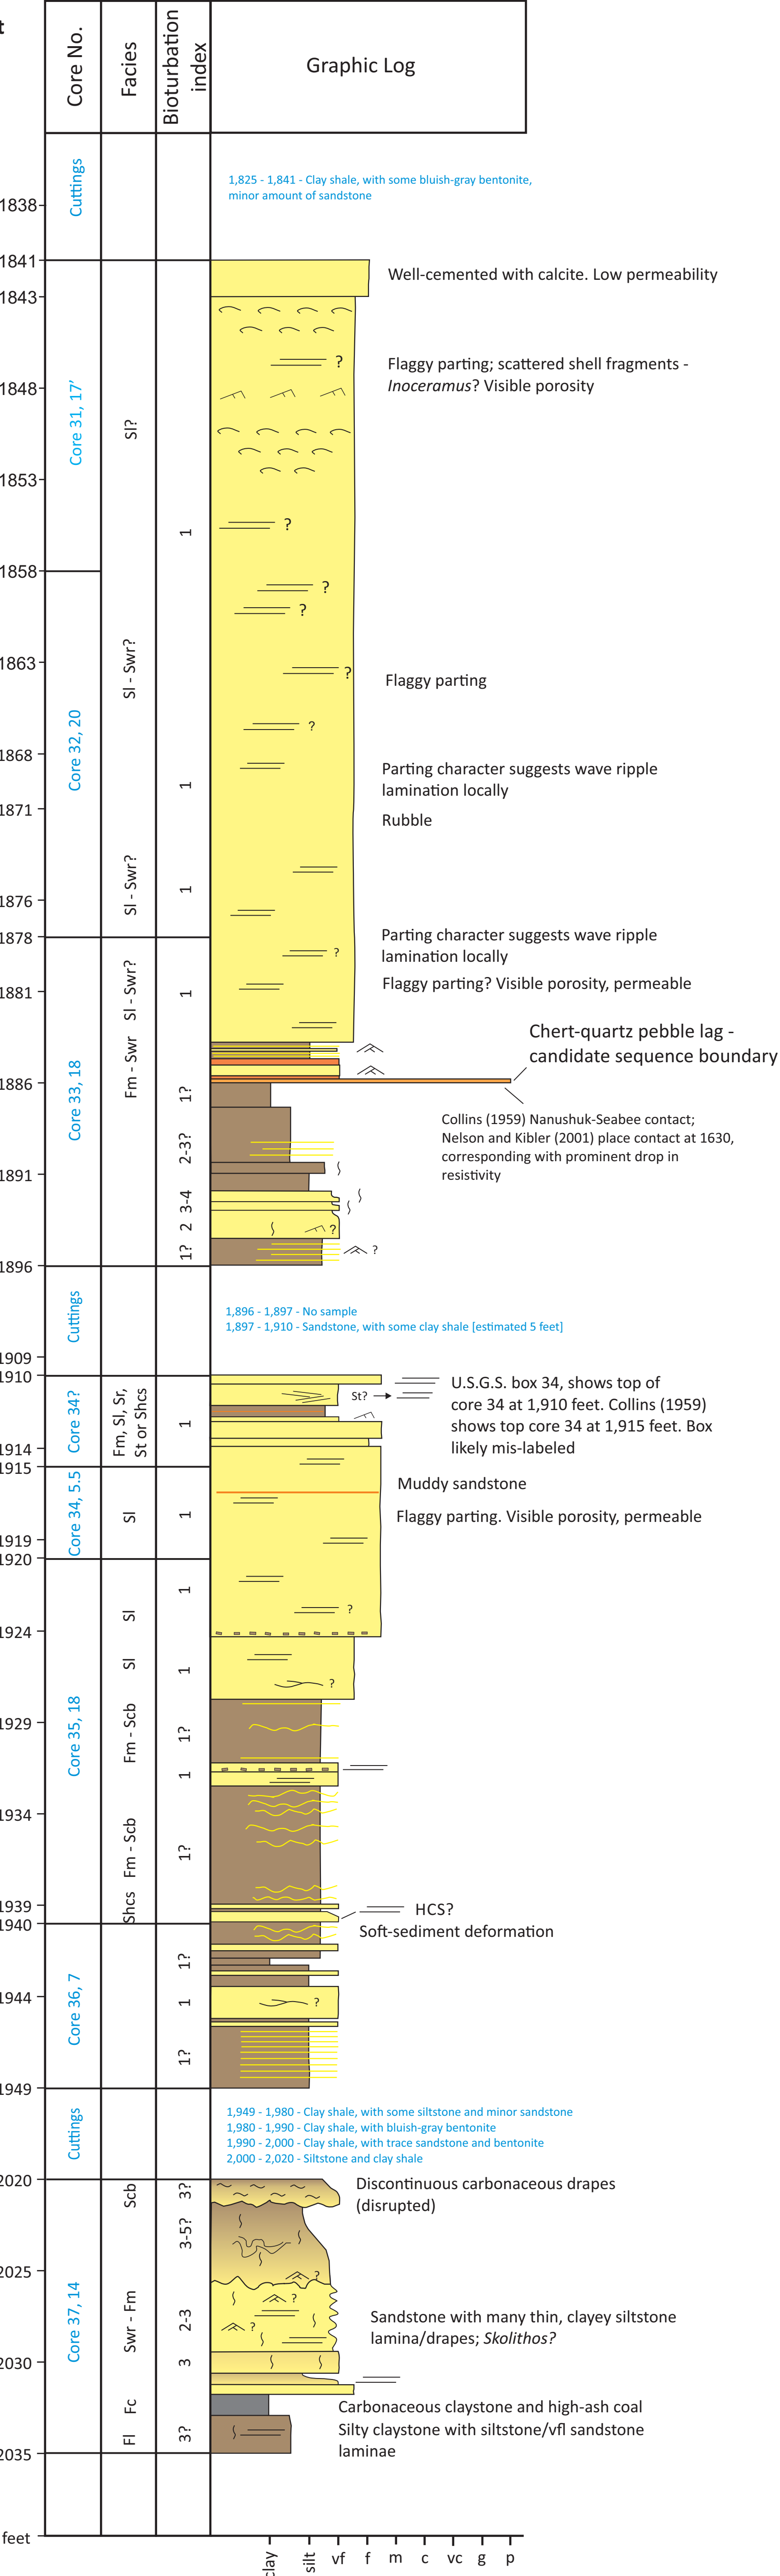 t
Core No.
Facies
Bioturbation
index
Graphic Log
Cuttings
1,825 - 1,841 - Clay shale, with some bluish-gray bentonite,
minor amount of sandstone
1838
1841
Well-cemented with calcite. Low permeability
1843
?
Flaggy parting; scattered shell fragments -
Inoceramus? Visible porosity
1848
Core 31, 17’
Sl?
1853
?
1
1858
?
?
1863
Sl - Swr?
?
Flaggy parting
?
Core 32, 20
1868
Parting character suggests wave ripple
lamination locally
1
1871
Rubble
Sl - Swr?
1
1876
1878
Parting character suggests wave ripple
lamination locally
?
Flaggy parting? Visible porosity, permeable
1881
Sl - Swr?
1
Chert-quartz pebble lag -
candidate sequence boundary
Fm - Swr
1886
1?
Core 33, 18
Collins (1959) Nanushuk-Seabee contact;
Nelson and Kibler (2001) place contact at 1630,
corresponding with prominent drop in
resistivity
2-3?
1891
3-4
2
?
1?
?
1896
Cuttings
1,896 - 1,897 - No sample
1,897 - 1,910 - Sandstone, with some clay shale [estimated 5 feet]
1909
1910
Core 34?
Fm, Sl, Sr,
St or Shcs
1
St?
U.S.G.S. box 34, shows top of
core 34 at 1,910 feet. Collins (1959)
shows top core 34 at 1,915 feet. Box
likely mis-labeled
1914
1915
Core 34, 5.5
Sl
1
Muddy sandstone
Flaggy parting. Visible porosity, permeable
1919
1920
1
Sl
?
1924
Sl
1
?
Core 35, 18
1929
Fm - Scb
1?
1
1934
Fm - Scb
1?
Shcs
1939
HCS?
1940
Soft-sediment deformation
1?
Core 36, 7
1944
1
?
1?
1949
Cuttings
1,949 - 1,980 - Clay shale, with some siltstone and minor sandstone
1,980 - 1,990 - Clay shale, with bluish-gray bentonite
1,990 - 2,000 - Clay shale, with trace sandstone and bentonite
2,000 - 2,020 - Siltstone and clay shale
2020
Scb
3?
Discontinuous carbonaceous drapes
(disrupted)
3-5?
2025
?
Core 37, 14
Swr - Fm
2-3
?
?
Sandstone with many thin, clayey siltstone
lamina/drapes; Skolithos?
2030
3
Fc
Carbonaceous claystone and high-ash coal
Fl
3?
Silty claystone with siltstone/vfl sandstone
laminae
2035
feet
clay
silt
vf
f
m
c
vc
g
p